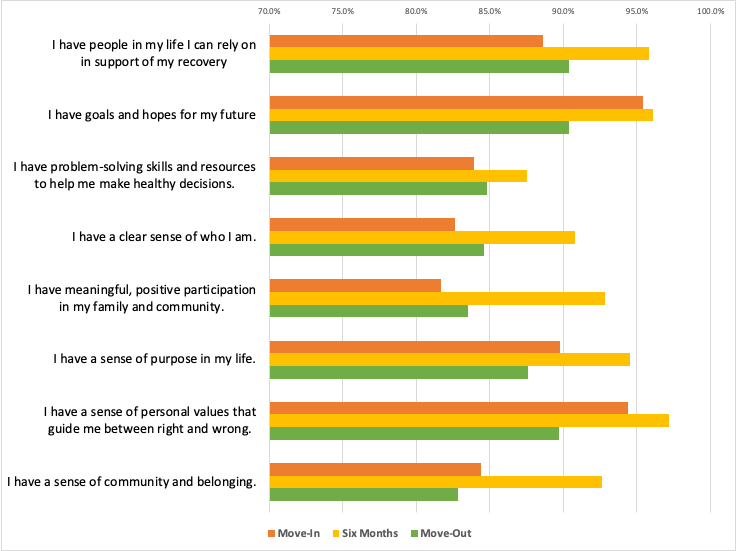 70.0% 75.0% 80.0% 85.0% 90.0% 95.0% 100.0%
I have people in my life I can rely on
in support of my recovery
I have goals and hopes for my future
I have problem-solving skills and resources
to help me make healthy decisions.
I have a clear sense of who I am.
I have meaningful, positive participation
in my family and community.
I have a sense of purpose in my life.
I have a sense of personal values that
guide me between right and wrong.
I have a sense of community and belonging.
Move-In Six Months Move-Out